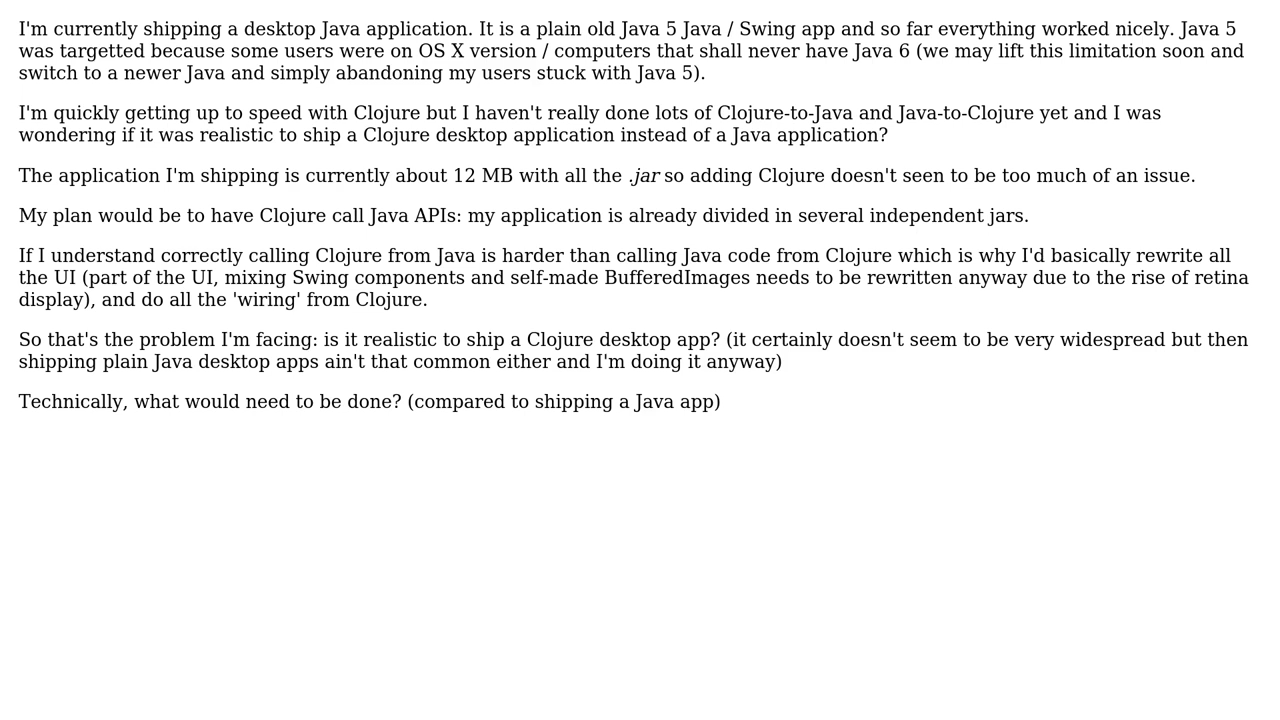 I'm currently shipping a desktop Java application. It is a plain old Java 5 Java / Swing app and so far everything worked nicely. Java 5
was targetted because some users were on OS X version / computers that shall never have Java 6 (we may lift this limitation soon and
switch to a newer Java and simply abandoning my users stuck with Java 5).
I'm quickly getting up to speed with Clojure but I haven't really done lots of Clojure-to-Java and Java-to-Clojure yet and I was
wondering if it was realistic to ship a Clojure desktop application instead of a Java application?
The application I'm shipping is currently about 12 MB with all the .jar so adding Clojure doesn't seen to be too much of an issue.
My plan would be to have Clojure call Java APIs: my application is already divided in several independent jars.
If I understand correctly calling Clojure from Java is harder than calling Java code from Clojure which is why I'd basically rewrite all
the UI (part of the UI, mixing Swing components and self-made BufferedImages needs to be rewritten anyway due to the rise of retina
display), and do all the 'wiring' from Clojure.
So that's the problem I'm facing: is it realistic to ship a Clojure desktop app? (it certainly doesn't seem to be very widespread but then
shipping plain Java desktop apps ain't that common either and I'm doing it anyway)
Technically, what would need to be done? (compared to shipping a Java app)